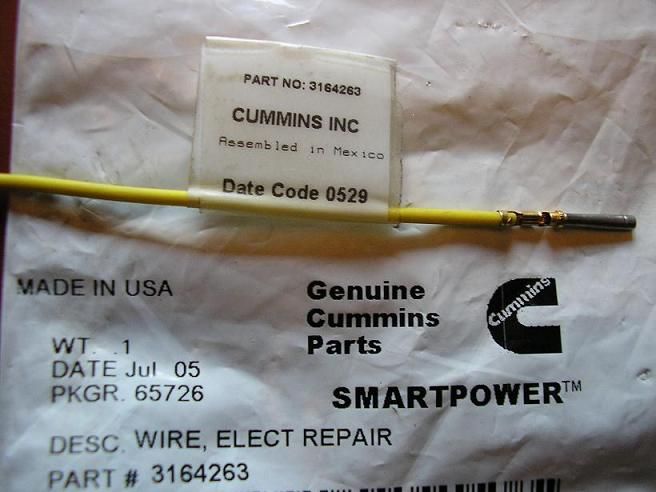 PART NO: 3164263
CUMMINS INC
Assembled in Mexico
Date Code 0529
MADE IN USA
Genuine
Cummins
Parts
Cummins
WT. .1
DATE Jul 05
PKGR. 65726
SMARTPOWER™
DESC. WIRE, ELECT REPAIR
PART # 3164263